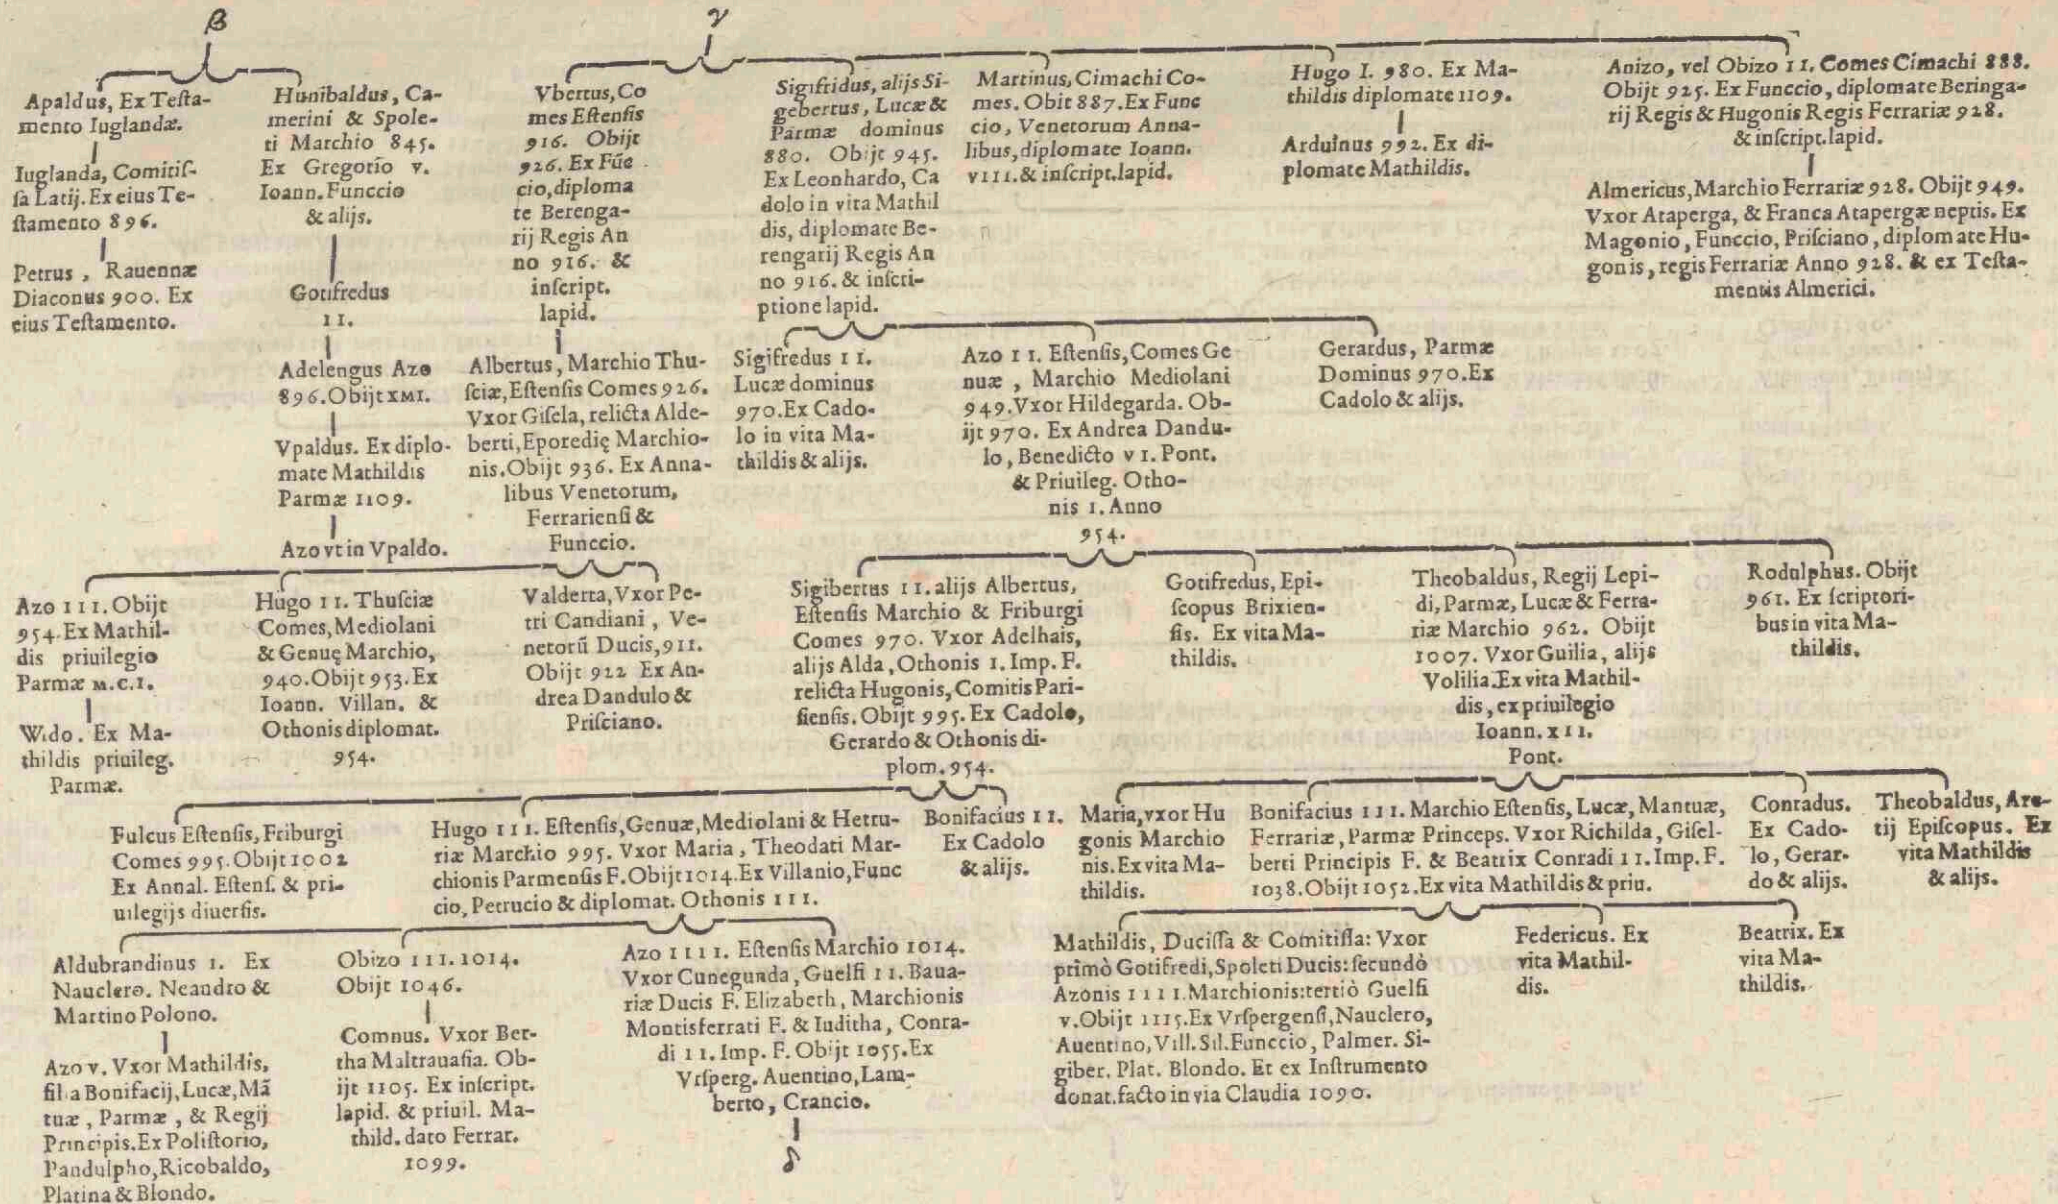 β
γ
Apaldus, Ex Testa-
mento Iuglandæ.
Iuglanda, Comitis-
sa Latij. Ex eius Te-
stamento 896.
Petrus, Rauennæ
Diaconus 900. Ex
eius Testamento.
Hunibaldus, Ca-
merini & Spole-
ti Marchio 845.
Ex Gregorio v.
Ioann. Funccio
& alijs.
Gotifredus
II.
Adelengus Azo
896. Obijt XMI.
Vpaldus. Ex diplo-
mate Mathildis
Parmæ 1109.
Azo vt in Vpaldo.
Vbertus, Co
mes Estensis
916. Obijt
926. Ex Fūc
cio, diploma
te Berenga-
rij Regis An
no 916. &
inscript.
lapid.
Albertus, Marchio Thu-
sciæ, Estensis Comes 926.
Vxor Gisela, relicta Alde-
berti, Eporedię Marchio-
nis. Obijt 936. Ex Anna-
libus Venetorum,
Ferrariensi &
Funccio.
Sigifridus, alijs Si-
gebertus, Lucæ &
Parmæ dominus
880. Obijt 945.
Ex Leonhardo, Ca
dolo in vita Mathil
dis, diplomate Be-
rengarij Regis An
no 916. & inscri-
ptione lapid.
Martinus, Cimachi Co-
mes. Obit 887. Ex Func
cio, Venetorum Anna-
libus, diplomate Ioann.
VIII. & inscript. lapid.
Hugo I. 980. Ex Ma-
thildis diplomate 1109.
Arduinus 992. Ex di-
plomate Mathildis.
Anizo, vel Obizo II. Comes Cimachi 888.
Obijt 925. Ex Funccio, diplomate Beringa-
rij Regis & Hugonis Regis Ferrariæ 928.
& inscript. lapid.
Almericus, Marchio Ferrariæ 928. Obijt 949.
Vxor Ataperga, & Franca Atapergæ neptis. Ex
Magonio, Funccio, Prisciano, diplomate Hu-
gonis, regis Ferrariæ Anno 928. & ex Testa-
mentis Almerici.
Sigifredus II.
Lucæ dominus
970. Ex Cado-
lo in vita Ma-
thildis & alijs.
Azo II. Estensis, Comes Ge
nuæ, Marchio Mediolani
949. Vxor Hildegarda. Ob-
ijt 970. Ex Andrea Dandu-
lo, Benedicto VI. Pont.
& Priuileg. Otho-
nis I. Anno
954.
Gerardus, Parmæ
Dominus 970. Ex
Cadolo & alijs.
Azo III. Obijt
954. Ex Mathil-
dis priuilegio
Parmæ M.C.I.
Wido. Ex Ma-
thildis priuileg.
Parmæ.
Hugo II. Thusciæ
Comes, Mediolani
& Genuę Marchio,
940. Obijt 953. Ex
Ioann. Villan. &
Othonis diplomat.
954.
Valderta, Vxor Pe-
tri Candiani, Ve-
netorū Ducis, 911.
Obijt 922 Ex An-
drea Dandulo &
Prisciano.
Sigibertus II. alijs Albertus,
Estensis Marchio & Friburgi
Comes 970. Vxor Adelhais,
alijs Alda, Othonis I. Imp. F.
relicta Hugonis, Comitis Pari-
siensis. Obijt 995. Ex Cadolo,
Gerardo & Othonis di-
plom. 954.
Gotifredus, Epi-
scopus Brixien-
sis. Ex vita Ma-
thildis.
Theobaldus, Regij Lepi-
di, Parmæ, Lucæ & Ferra-
riæ Marchio 962. Obijt
1007. Vxor Guilia, alijs
Volilia. Ex vita Mathil-
dis, ex priuilegio
Ioann. XII.
Pont.
Rodulphus. Obijt
961. Ex scriptori-
bus in vita Ma-
thildis.
Fulcus Estensis, Friburgi
Comes 995. Obijt 1002
Ex Annal. Estens. & pri-
uilegijs diuersis.
Hugo III. Estensis, Genuæ, Mediolani & Hetru-
riæ Marchio 995. Vxor Maria, Theodati Mar-
chionis Parmensis F. Obijt 1014. Ex Villanio, Func
cio, Petrucio & diplomat. Othonis III.
Bonifacius II.
Ex Cadolo
& alijs.
Maria, vxor Hu
gonis Marchio
nis. Ex vita Ma-
thildis.
Bonifacius III. Marchio Estensis, Lucæ, Mantuæ,
Ferrariæ, Parmæ Princeps. Vxor Richilda, Gisel-
berti Principis F. & Beatrix Conradi II. Imp. F.
1038. Obijt 1052. Ex vita Mathildis & priu.
Conradus.
Ex Cado-
lo, Gerar-
do & alijs.
Theobaldus, Are-
tij Episcopus. Ex
vita Mathildis
& alijs.
Aldubrandinus I. Ex
Nauclero. Neandro &
Martino Polono.
Azo v. Vxor Mathildis,
filia Bonifacij, Lucæ, Mā
tuæ, Parmæ, & Regij
Principis. Ex Polistorio,
Pandulpho, Ricobaldo,
Platina & Blondo.
Obizo III. 1014.
Obijt 1046.
Comnus. Vxor Ber-
tha Maltrauasia. Ob-
ijt 1105. Ex inscript.
lapid. & priuil. Ma-
thild. dato Ferrar.
1099.
Azo IIII. Estensis Marchio 1014.
Vxor Cunegunda, Guelfi II. Baua-
riæ Ducis F. Elizabeth, Marchionis
Montisferrati F. & Iuditha, Conra-
di II. Imp. F. Obijt 1055. Ex
Vrsperg. Auentino, Lam-
berto, Crancio.
δ
Mathildis, Ducissa & Comitissa: Vxor
primò Gotifredi, Spoleti Ducis: secundò
Azonis IIII. Marchionis: tertiò Guelfi
v. Obijt 1115. Ex Vrspergensi, Nauclero,
Auentino, Vill. Sil. Funccio, Palmer. Si-
giber. Plat. Blondo. Et ex Instrumento
donat. facto in via Claudia 1090.
Federicus. Ex
vita Mathil-
dis.
Beatrix. Ex
vita Ma-
thildis.